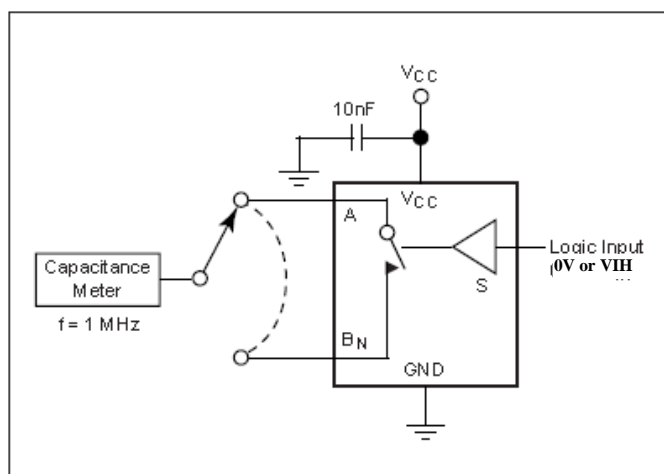 VCC
10nF
VCC
A
Logic Input
0V or VIH
S
Capacitance
Meter
f = 1 MHz
BN
GND